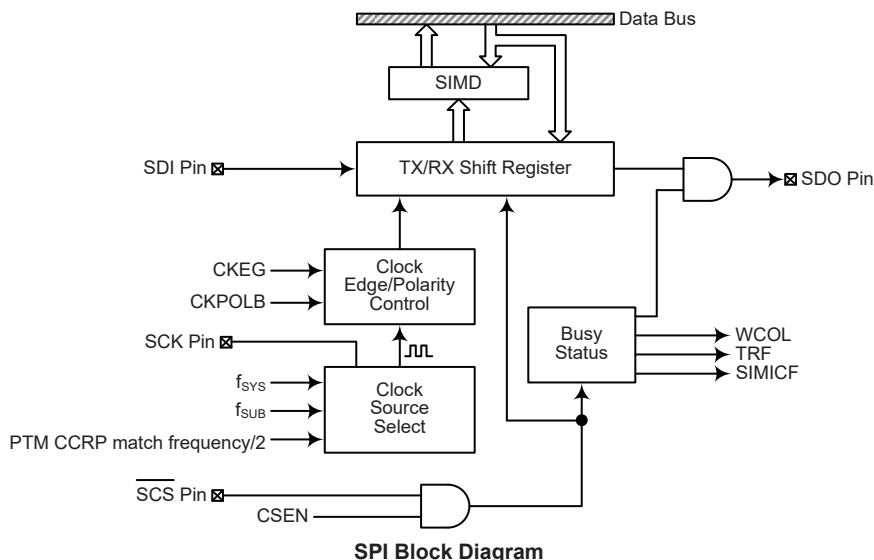 Data Bus
SIMD
SDI Pin
TX/RX Shift Register
SDO Pin
CKEG
CKPOLB
Clock
Edge/Polarity
Control
SCK Pin
Busy
Status
WCOL
TRF
SIMICF
fSYS
fSUB
PTM CCRP match frequency/2
Clock
Source
Select
SCS Pin
CSEN
SPI Block Diagram